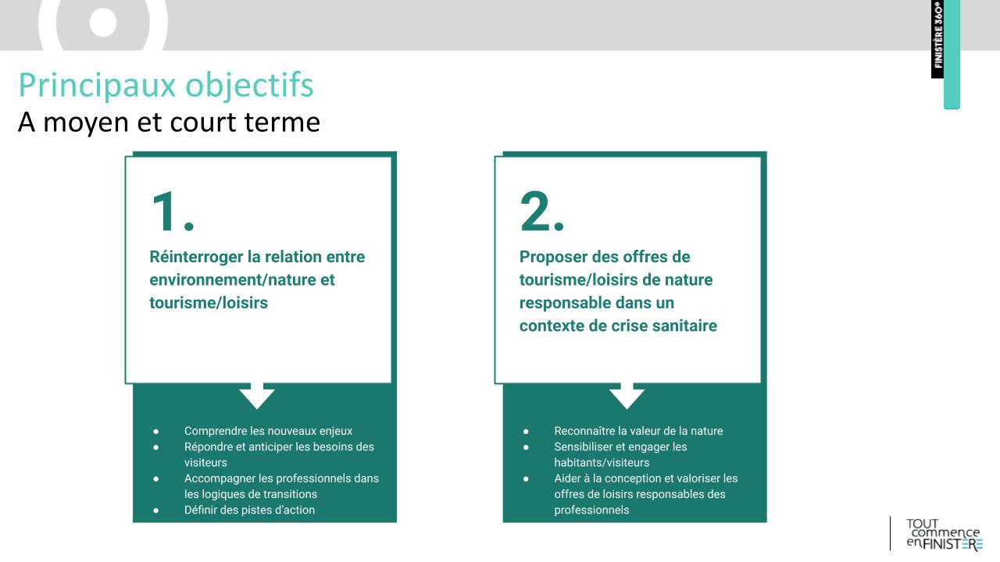 FINISTÈRE 360°
Principaux objectifs
A moyen et court terme
1.
Réinterroger la relation entre
environnement/nature et
tourisme/loisirs
● Comprendre les nouveaux enjeux
● Répondre et anticiper les besoins des
visiteurs
● Accompagner les professionnels dans
les logiques de transitions
● Définir des pistes d’action
2.
Proposer des offres de
tourisme/loisirs de nature
responsable dans un
contexte de crise sanitaire
● Reconnaître la valeur de la nature
● Sensibiliser et engager les
habitants/visiteurs
● Aider à la conception et valoriser les
offres de loisirs responsables des
professionnels
TOUT
commence
en FINISTÈRE